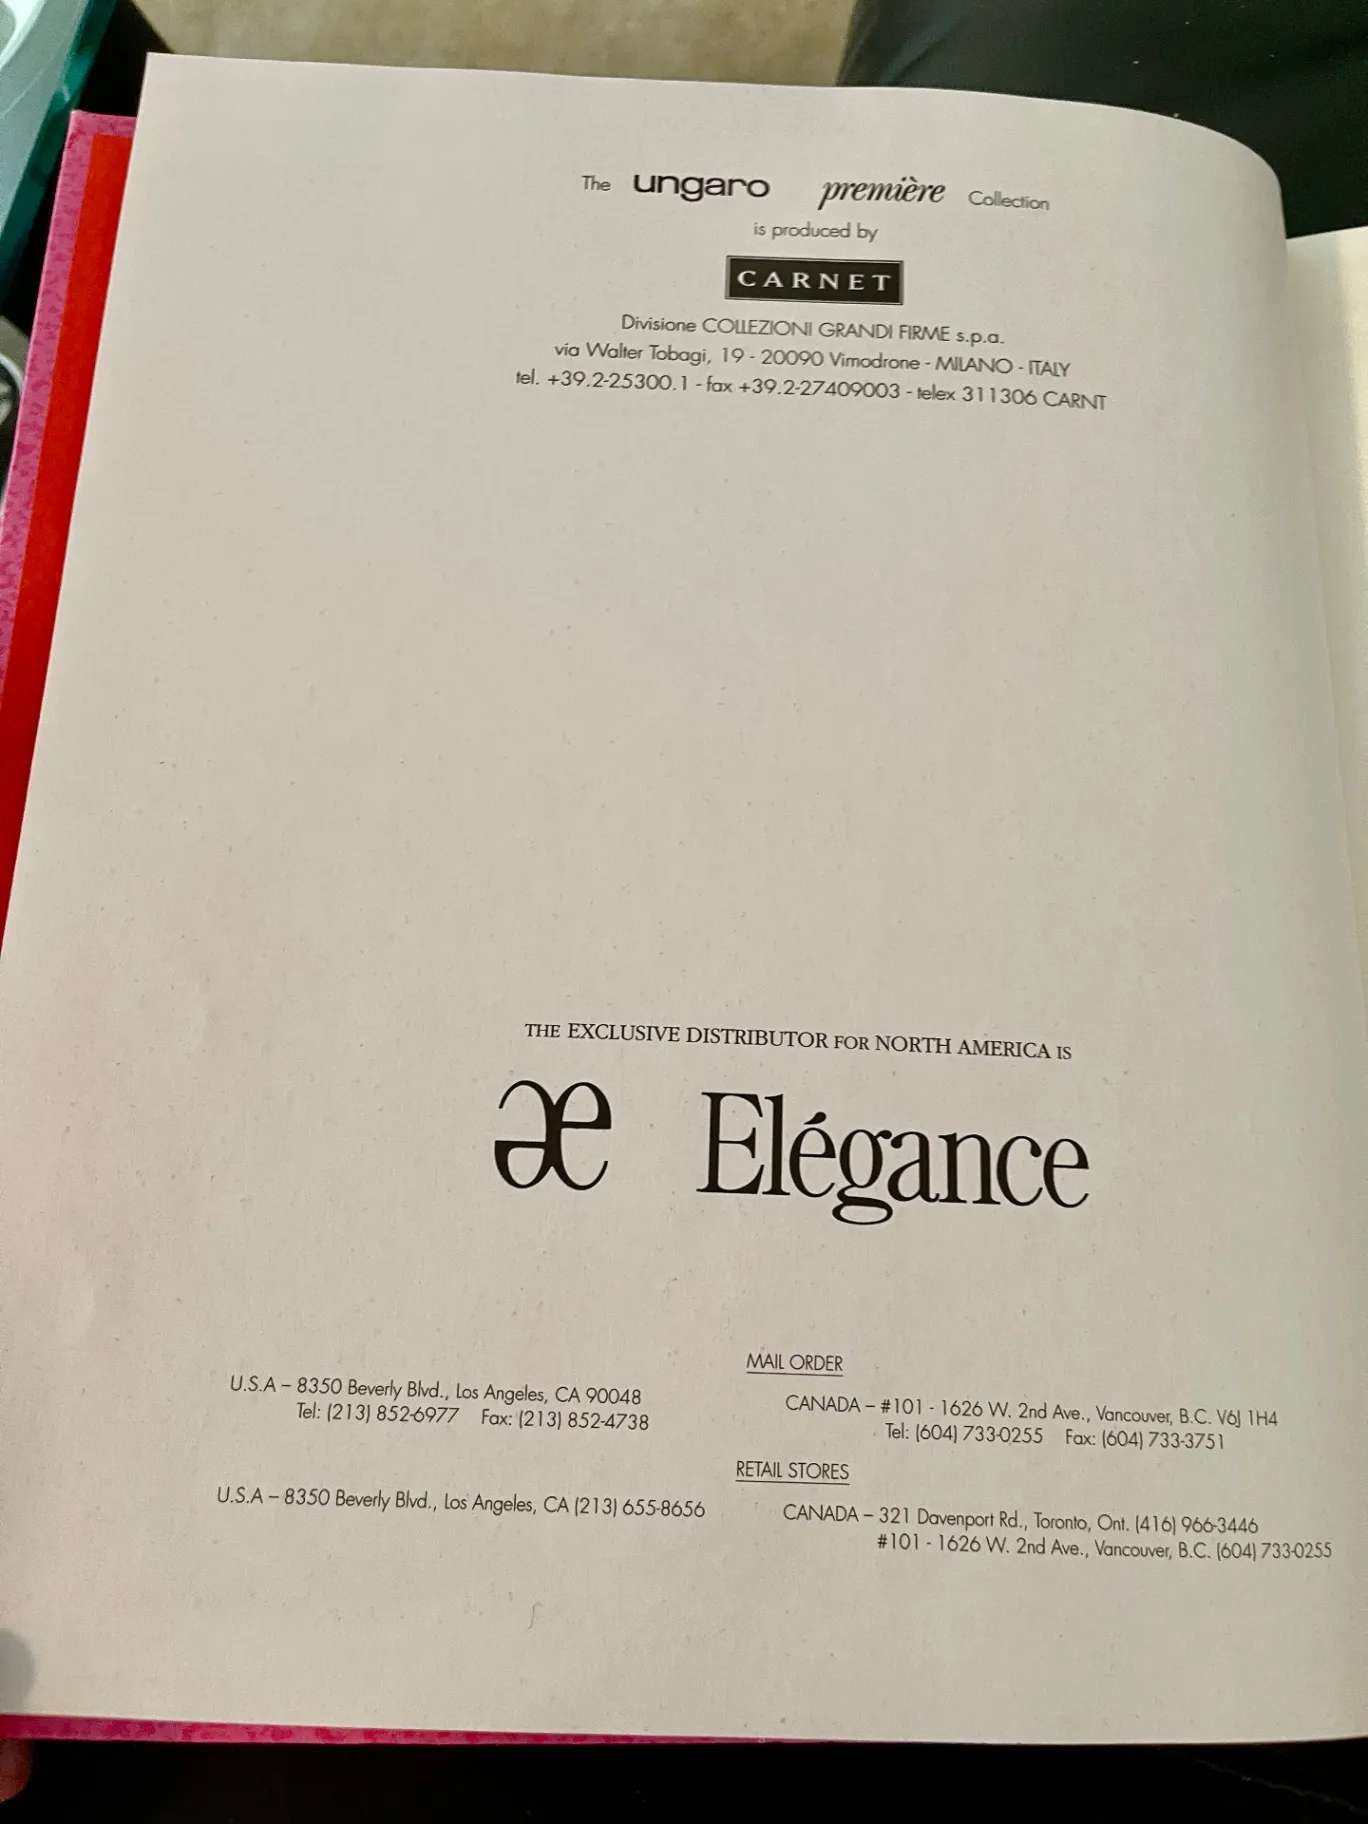 The ungaro première Collection
is produced by
CARNET
Divisione COLLEZIONI GRANDI FIRME s.p.a.
via Walter Tobagi, 19 - 20090 Vimodrone - MILANO - ITALY
tel. +39.2-25300.1 - fax +39.2-27409003 - telex 311306 CARNT
THE EXCLUSIVE DISTRIBUTOR FOR NORTH AMERICA IS
æ Elégance
MAIL ORDER
U.S.A – 8350 Beverly Blvd., Los Angeles, CA 90048
Tel: (213) 852-6977 Fax: (213) 852-4738
CANADA – #101 - 1626 W. 2nd Ave., Vancouver, B.C. V6J 1H4
Tel: (604) 733-0255 Fax: (604) 733-3751
RETAIL STORES
U.S.A – 8350 Beverly Blvd., Los Angeles, CA (213) 655-8656
CANADA – 321 Davenport Rd., Toronto, Ont. (416) 966-3446
#101 - 1626 W. 2nd Ave., Vancouver, B.C. (604) 733-0255